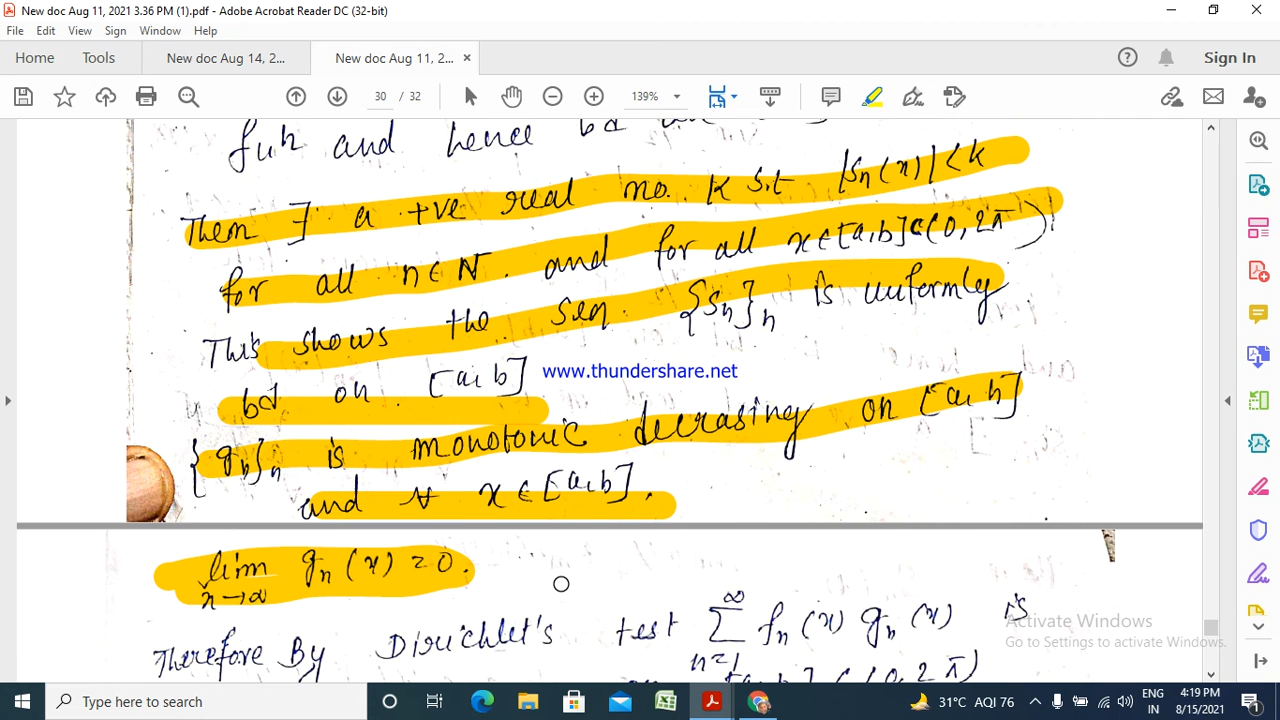 New doc Aug 11, 2021 3.36 PM (1).pdf - Adobe Acrobat Reader DC (32-bit)
File Edit View Sign Window Help
Home Tools New doc Aug 14, 2... New doc Aug 11, 2... × Sign In
30 / 32 139%
fun and hence bd
Them ∃ a +ve real no. K s.t |Sn(x)| < k
for all n ∈ N. and for all x ∈ [a, b] ⊂ (0, 2π)
This shows the seq. {Sn}n is uniformly
bd on [a, b]
www.thundershare.net
{gn}n is monotonic decrasing on [a, b]
and ∀ x ∈ [a, b].
lim gn(x) = 0.
x→∞
Therefore By Dirichlet's test ∑ n=1 ∞ fn(x) gn(x) is
[a, b] ⊂ (0, 2π)
Activate Windows
Go to Settings to activate Windows.
Type here to search
31°C AQI 76
ENG
IN
4:19 PM
8/15/2021